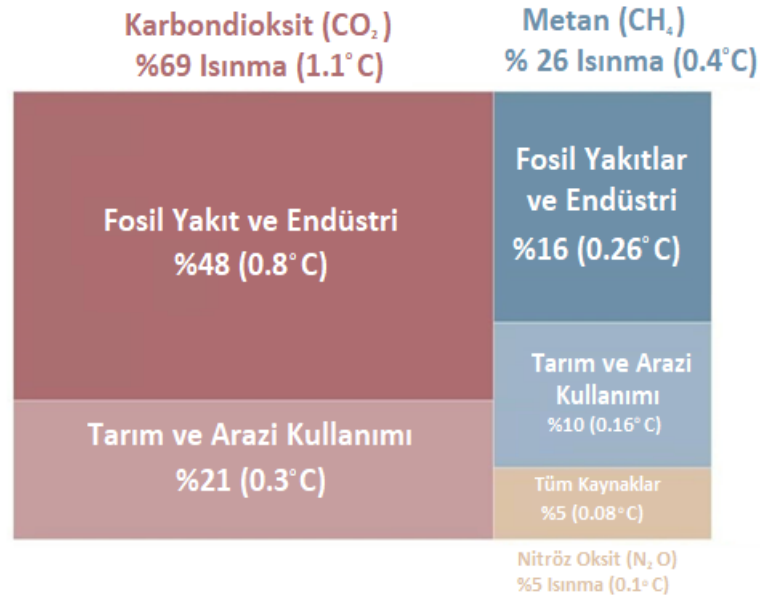 Karbondioksit (CO₂)
%69 Isınma (1.1°C)
Metan (CH₄)
% 26 Isınma (0.4°C)
Fosil Yakıt ve Endüstri
%48 (0.8°C)
Tarım ve Arazi Kullanımı
%21 (0.3°C)
Fosil Yakıtlar
ve Endüstri
%16 (0.26°C)
Tarım ve Arazi
Kullanımı
%10 (0.16°C)
Tüm Kaynaklar
%5 (0.08°C)
Nitröz Oksit (N₂O)
%5 Isınma (0.1°C)